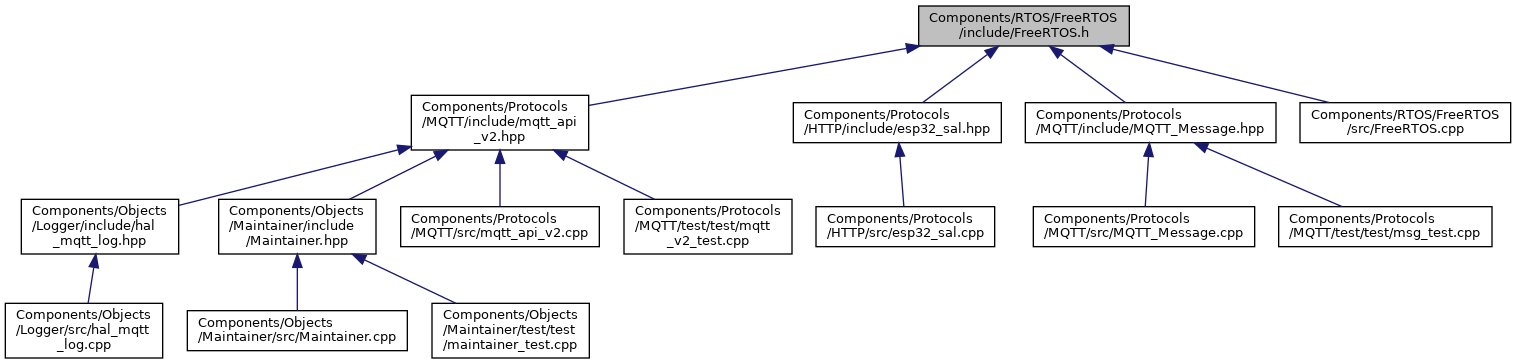 Components/RTOS/FreeRTOS
/include/FreeRTOS.h
Components/Protocols
/MQTT/include/mqtt_api
_v2.hpp
Components/Protocols
/HTTP/include/esp32_sal.hpp
Components/Protocols
/MQTT/include/MQTT_Message.hpp
Components/RTOS/FreeRTOS
/src/FreeRTOS.cpp
Components/Objects
/Logger/include/hal
_mqtt_log.hpp
Components/Objects
/Maintainer/include
/Maintainer.hpp
Components/Protocols
/MQTT/src/mqtt_api_v2.cpp
Components/Protocols
/MQTT/test/test/mqtt
_v2_test.cpp
Components/Protocols
/HTTP/src/esp32_sal.cpp
Components/Protocols
/MQTT/src/MQTT_Message.cpp
Components/Protocols
/MQTT/test/test/msg_test.cpp
Components/Objects
/Logger/src/hal_mqtt
_log.cpp
Components/Objects
/Maintainer/src/Maintainer.cpp
Components/Objects
/Maintainer/test/test
/maintainer_test.cpp